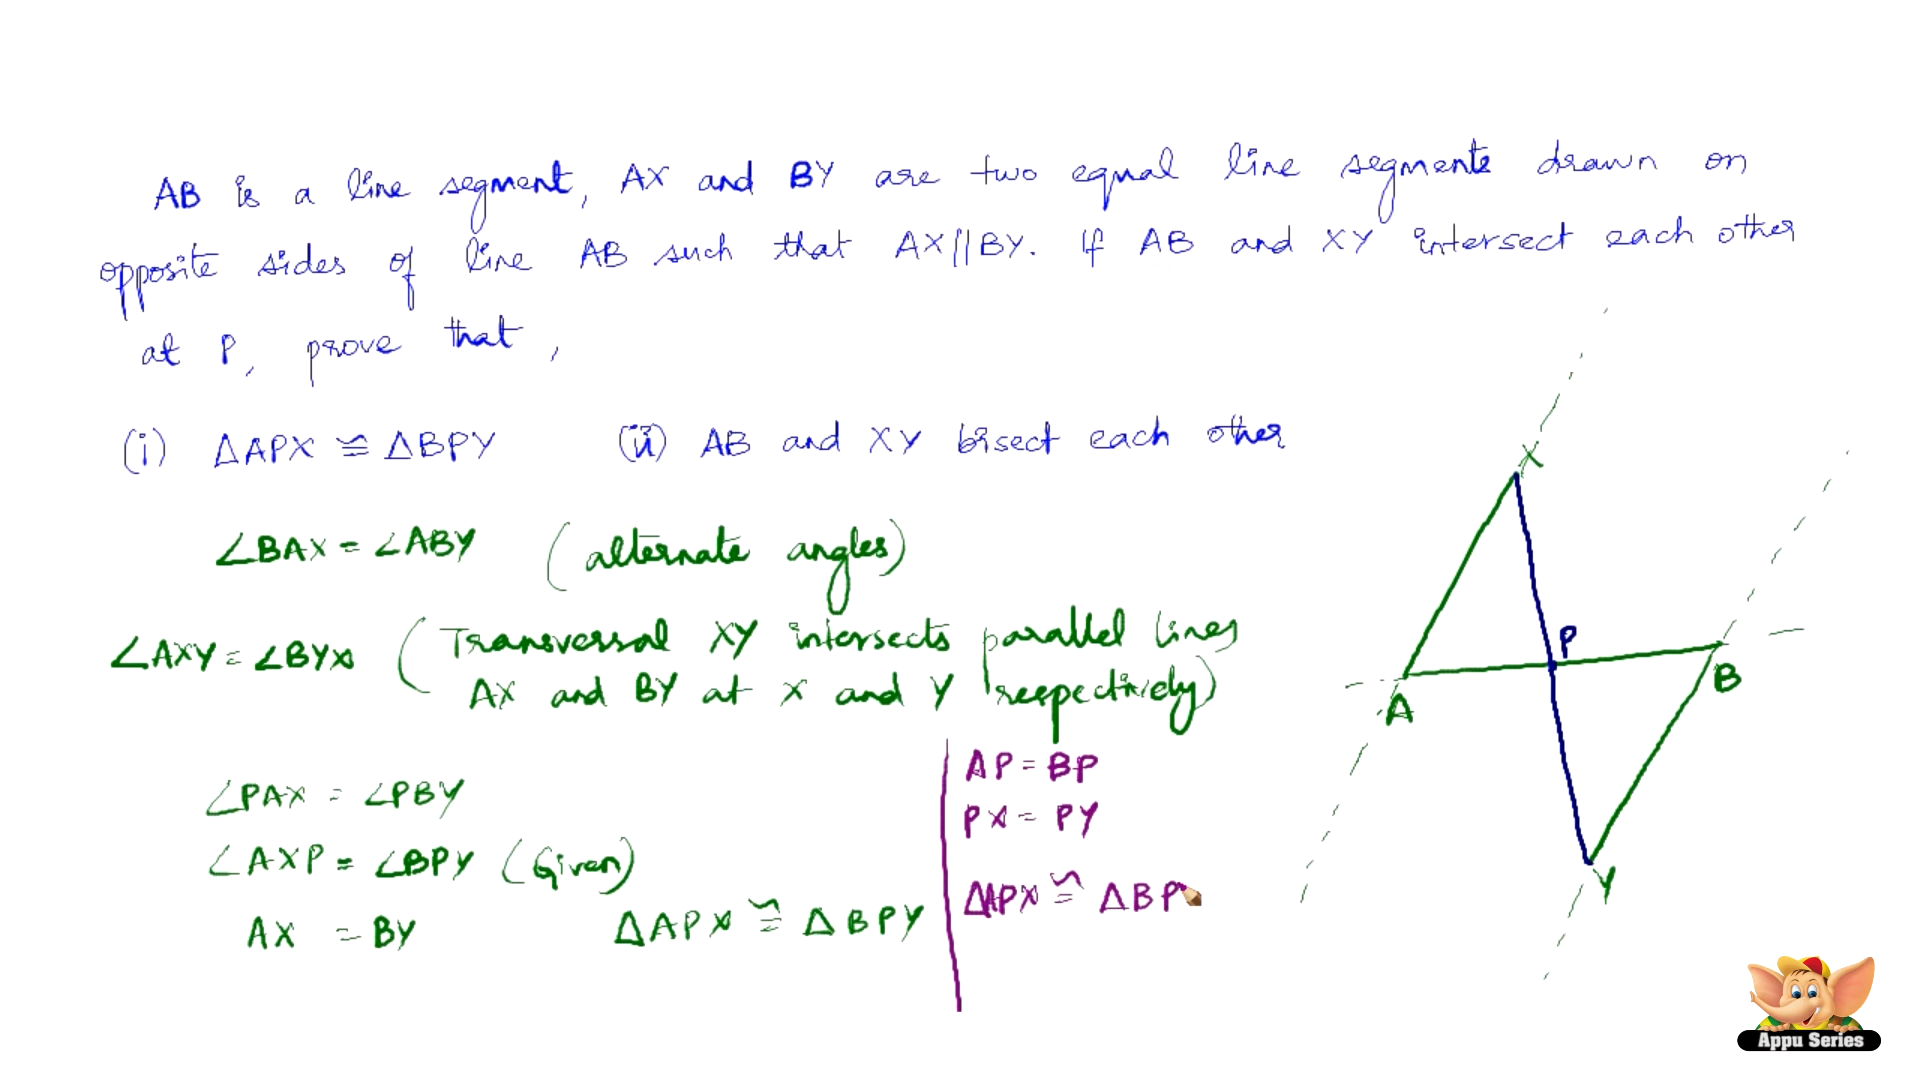 AB is a line segment, AX and BY are two equal line segments drawn on
opposite sides of line AB such that AX||BY. If AB and XY intersect each other
at P, prove that,
(i) ΔAPX ≅ ΔBPY (ii) AB and XY bisect each other
∠BAX = ∠ABY (alternate angles)
∠AXY = ∠BYX (Transversal XY intersects parallel lines
AX and BY at X and Y respectively)
∠PAX = ∠PBY
∠AXP = ∠BPY (Given)
AX = BY
ΔAPX ≅ ΔBPY
AP = BP
PX = PY
ΔAPX ≅ ΔBP
X
P
A
B
Y
Appu Series